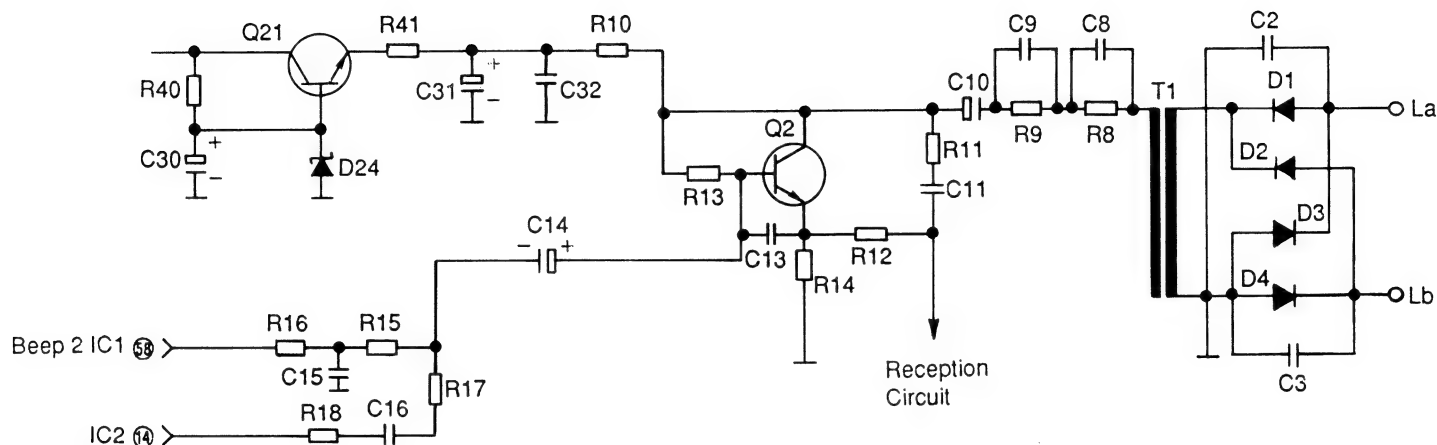 C9
C8
C2
Q21
R41
R10
C10
T1
D1
La
R40
C31
+
-
C32
Q2
R9
R8
R11
D2
C30
+
-
D24
R13
C11
D3
C14
-
+
C13
R12
R14
D4
Lb
Beep 2 IC1 58
R16
R15
C15
Reception
Circuit
C3
R17
IC2 14
R18
C16